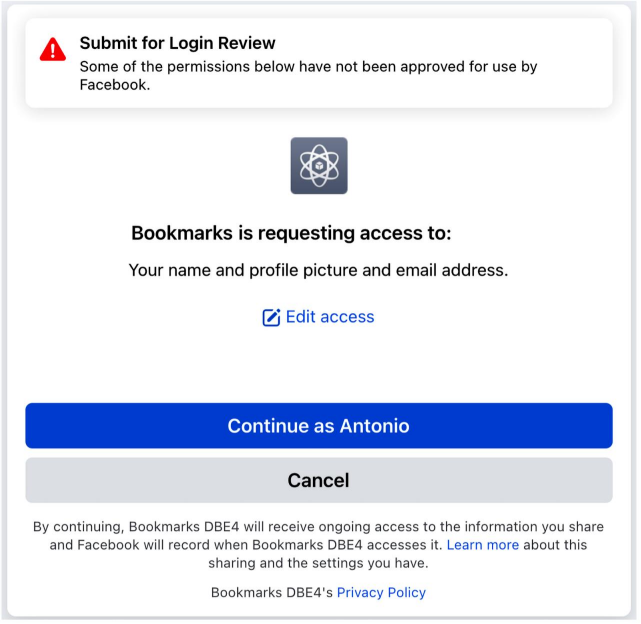 Submit for Login Review
Some of the permissions below have not been approved for use by
Facebook.
Bookmarks is requesting access to:
Your name and profile picture and email address.
Edit access
Continue as Antonio
Cancel
By continuing, Bookmarks DBE4 will receive ongoing access to the information you share
and Facebook will record when Bookmarks DBE4 accesses it. Learn more about this
sharing and the settings you have.
Bookmarks DBE4's Privacy Policy